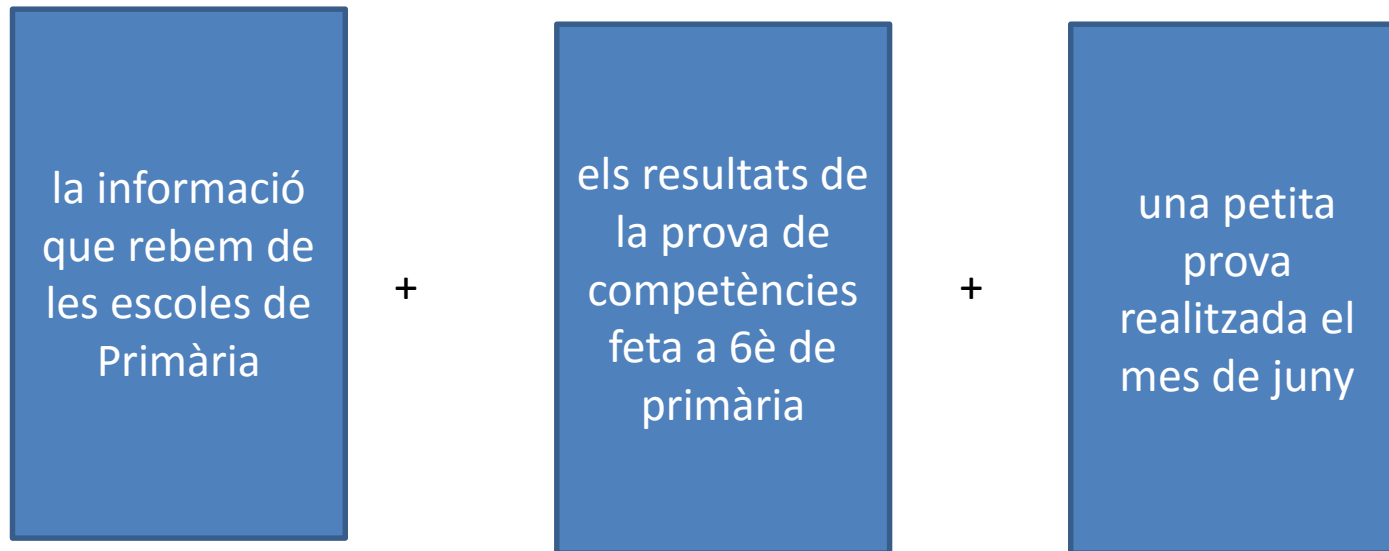 la informació
que rebem de
les escoles de
Primària
+
els resultats de
la prova de
competències
feta a 6è de
primària
+
una petita
prova
realitzada el
mes de juny